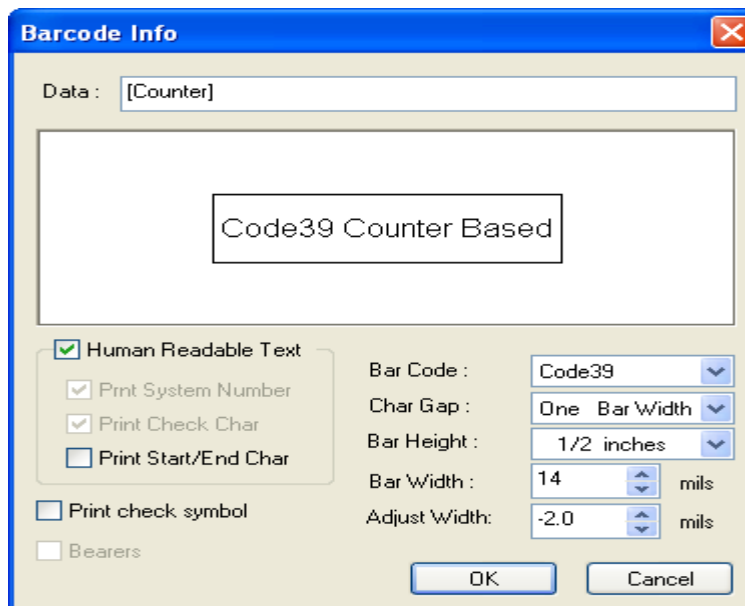 Barcode Info
Data : [Counter]
Code39 Counter Based
Human Readable Text
Prnt System Number
Print Check Char
Print Start/End Char
Print check symbol
Bearers
Bar Code : Code39
Char Gap : One Bar Width
Bar Height : 1/2 inches
Bar Width : 14 mils
Adjust Width: -2.0 mils
OK Cancel